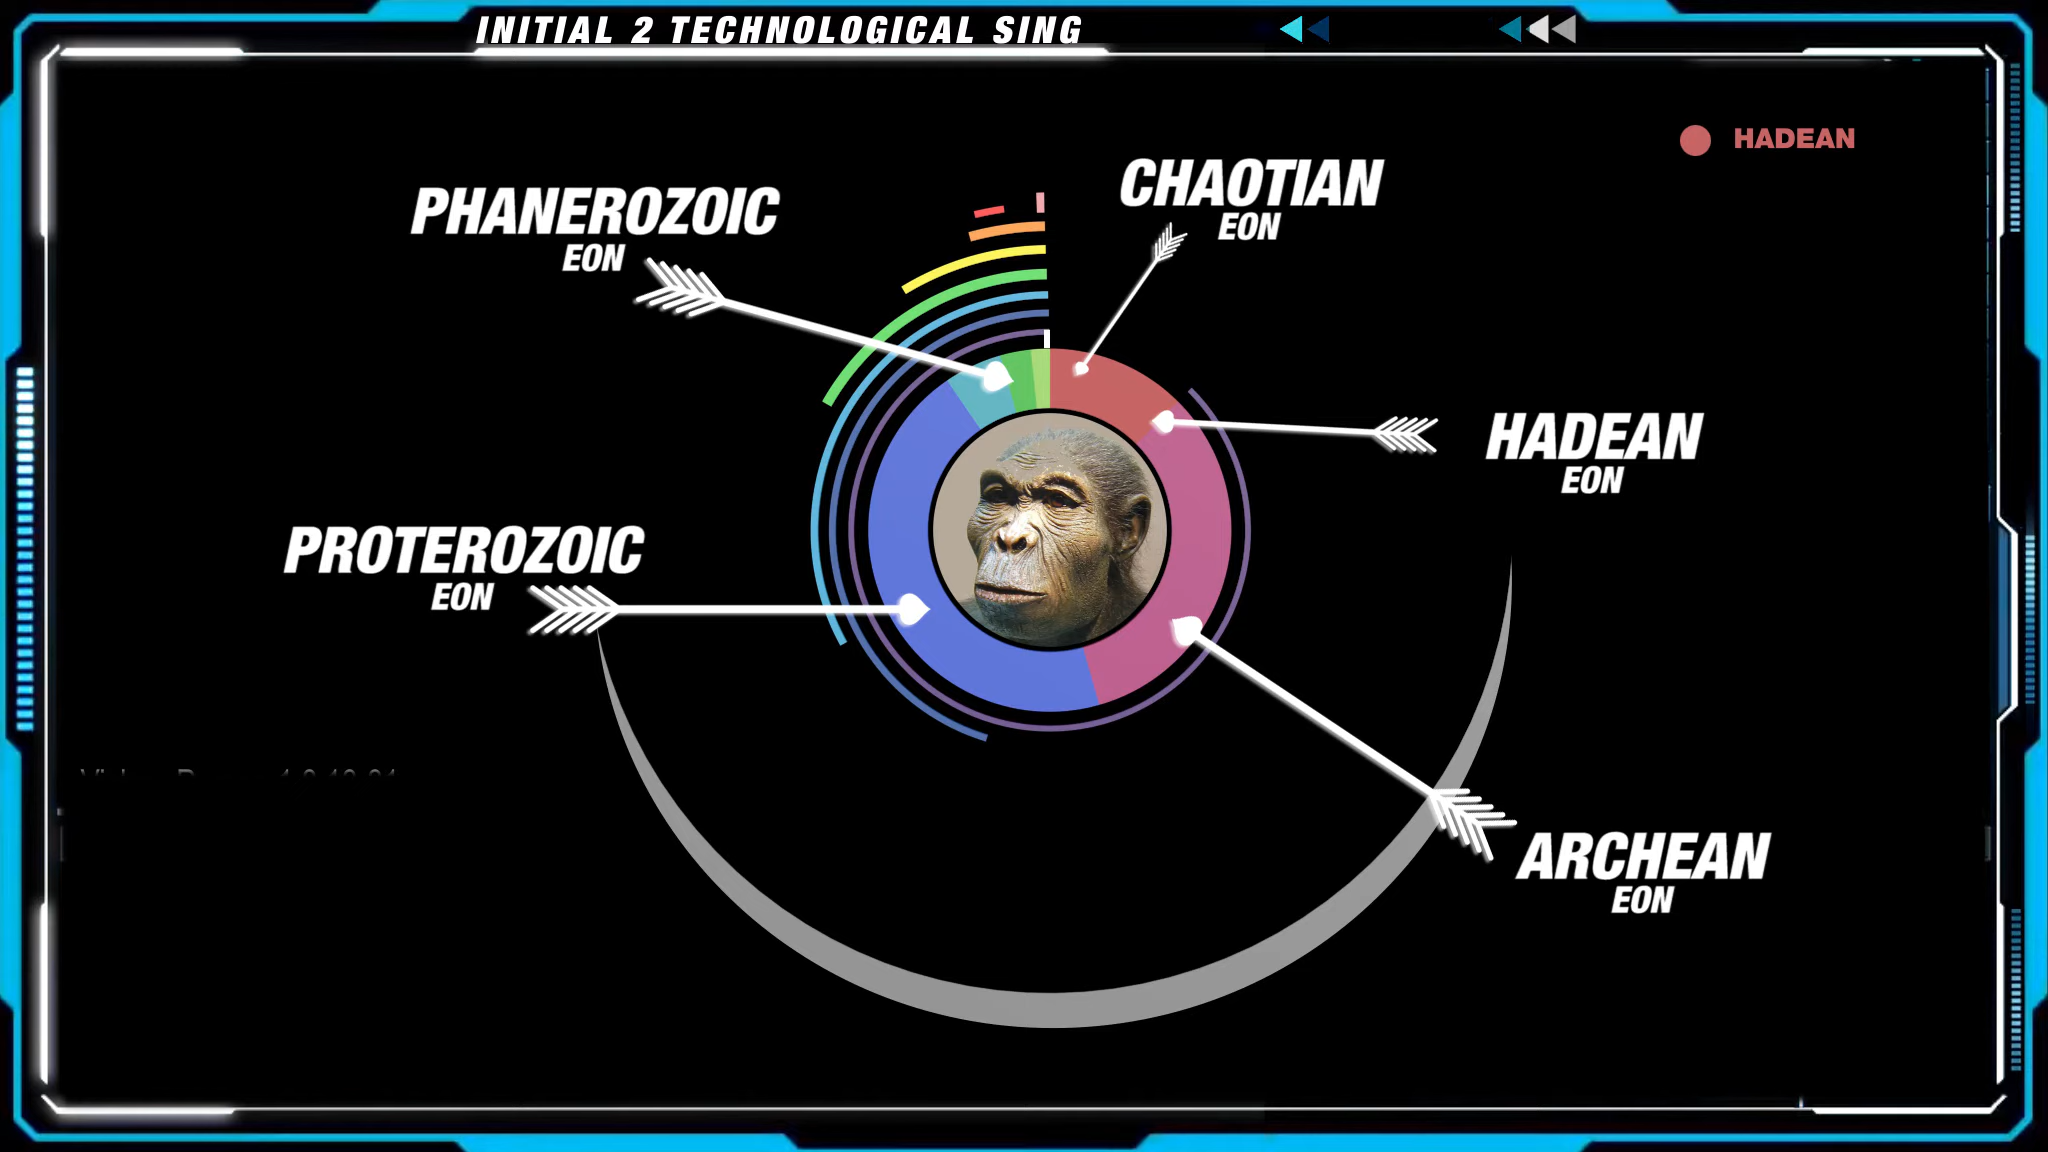 INITIAL 2 TECHNOLOGICAL SING
HADEAN
CHAOTIAN
EON
PHANEROZOIC
EON
HADEAN
EON
PROTEROZOIC
EON
ARCHEAN
EON